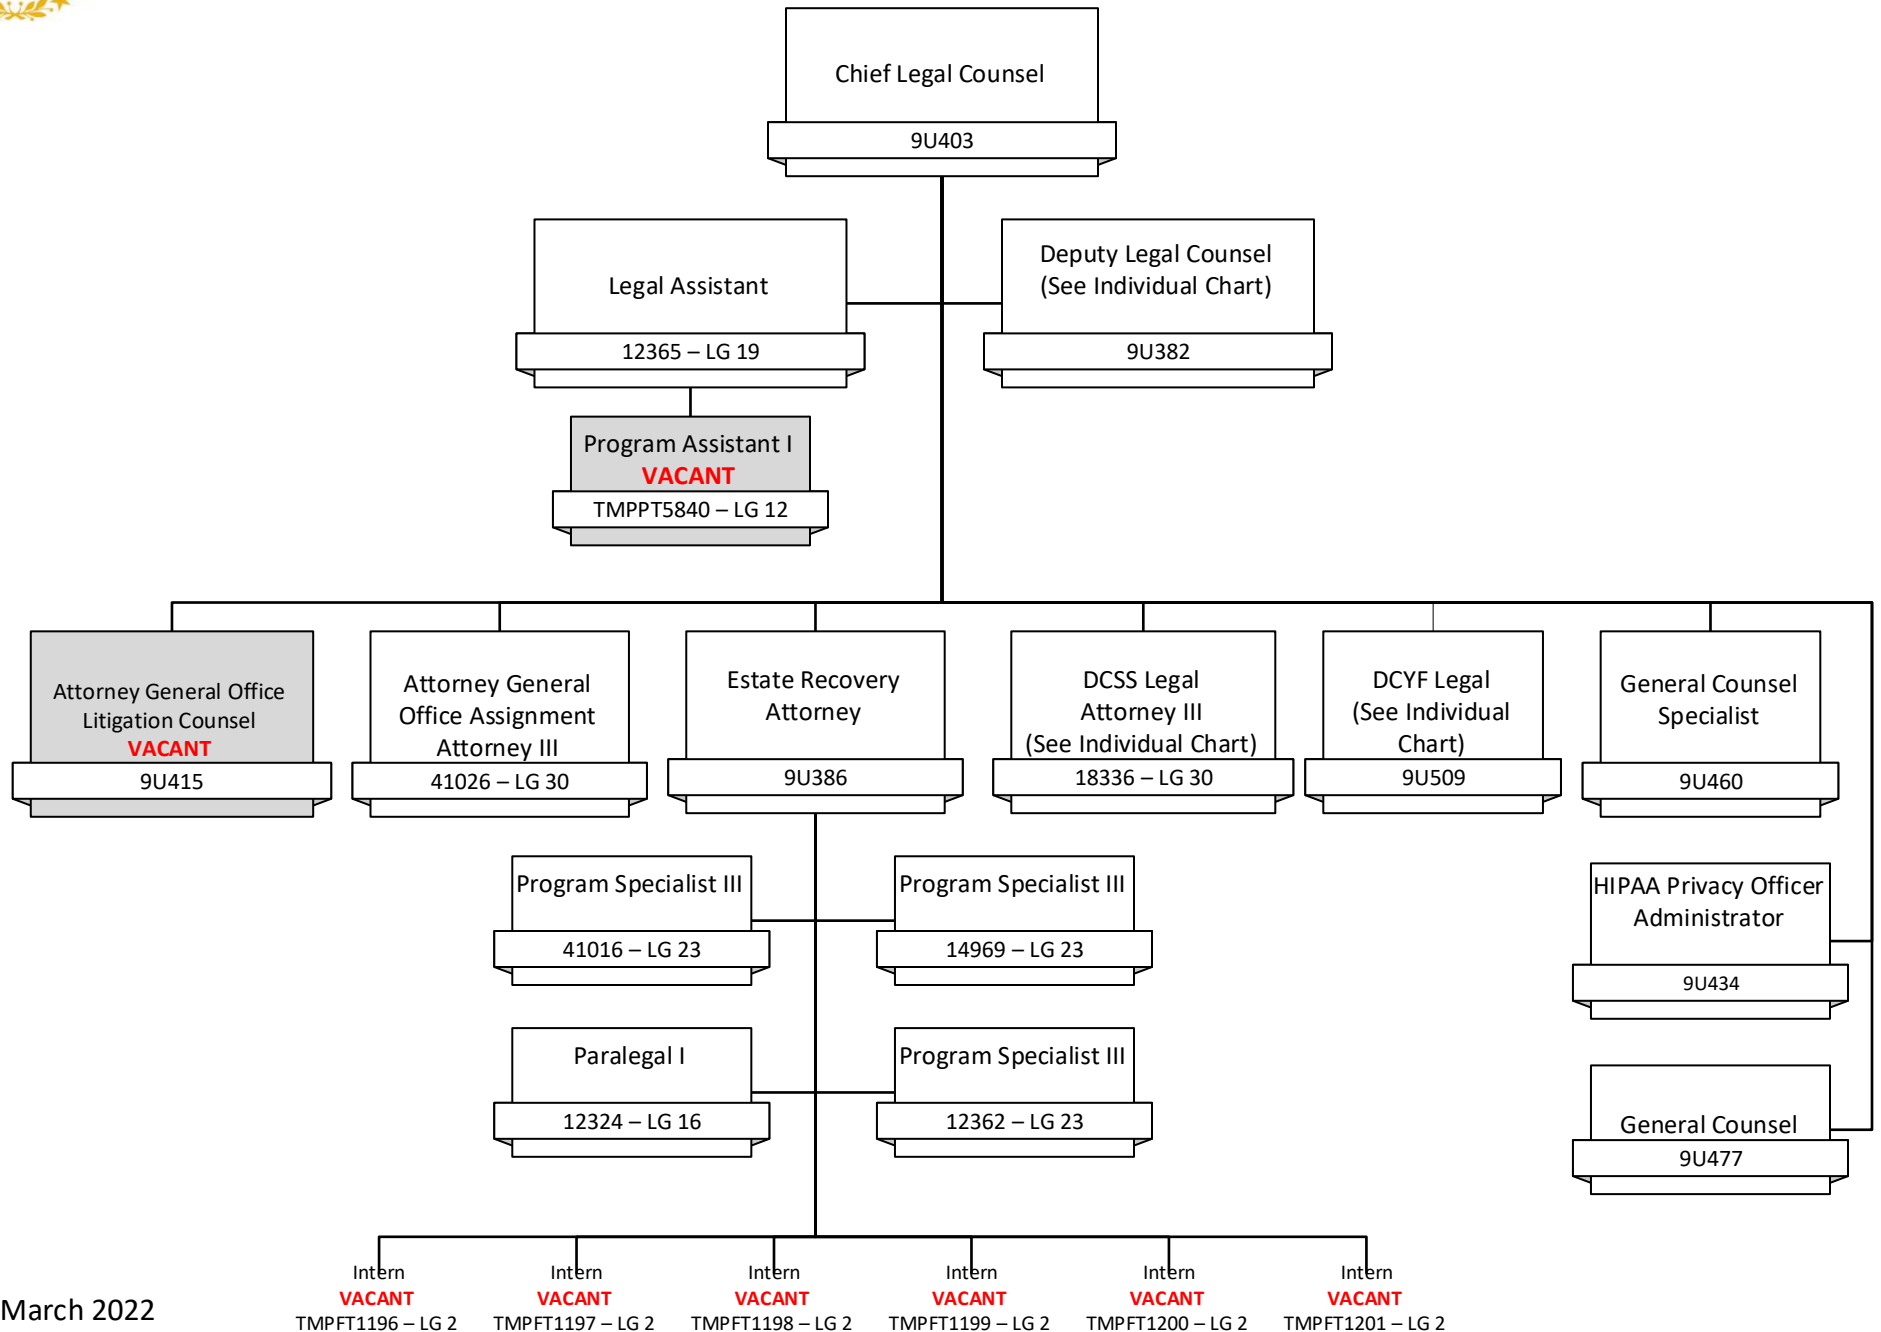 Chief Legal Counsel
9U403
Legal Assistant
12365 – LG 19
Deputy Legal Counsel
(See Individual Chart)
9U382
Program Assistant I
VACANT
TMPPT5840 – LG 12
Attorney General Office
Litigation Counsel
VACANT
9U415
Attorney General
Office Assignment
Attorney III
41026 – LG 30
Estate Recovery
Attorney
9U386
DCSS Legal
Attorney III
(See Individual Chart)
18336 – LG 30
DCYF Legal
(See Individual
Chart)
9U509
General Counsel
Specialist
9U460
Program Specialist III
41016 – LG 23
Program Specialist III
14969 – LG 23
HIPAA Privacy Officer
Administrator
9U434
Paralegal I
12324 – LG 16
Program Specialist III
12362 – LG 23
General Counsel
9U477
Intern
VACANT
TMPFT1196 – LG 2
Intern
VACANT
TMPFT1197 – LG 2
Intern
VACANT
TMPFT1198 – LG 2
Intern
VACANT
TMPFT1199 – LG 2
Intern
VACANT
TMPFT1200 – LG 2
Intern
VACANT
TMPFT1201 – LG 2
March 2022